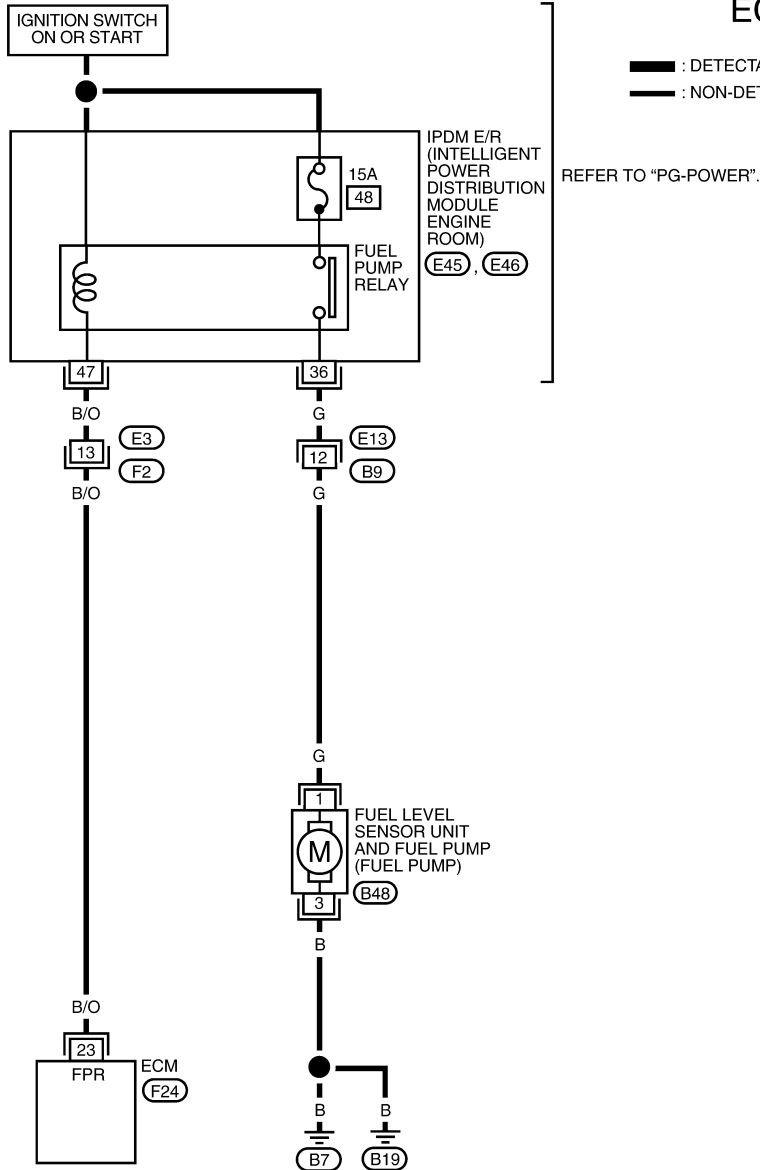 IGNITION SWITCH
ON OR START
EC
: DETECTA
: NON-DET
IPDM E/R
(INTELLIGENT
POWER
DISTRIBUTION
MODULE
ENGINE
ROOM)
E45 , E46
REFER TO “PG-POWER”.
15A
48
FUEL
PUMP
RELAY
47
36
B/O
G
13
E3
F2
12
E13
B9
B/O
G
G
1
FUEL LEVEL
SENSOR UNIT
AND FUEL PUMP
(FUEL PUMP)
M
B48
3
B
B/O
23
FPR
ECM
F24
B
B
B7
B19